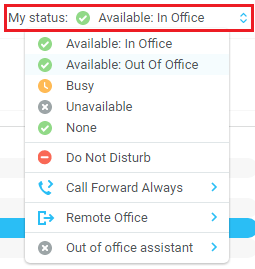 My status: Available: In Office
Available: In Office
Available: Out Of Office
Busy
Unavailable
None
Do Not Disturb
Call Forward Always
Remote Office
Out of office assistant